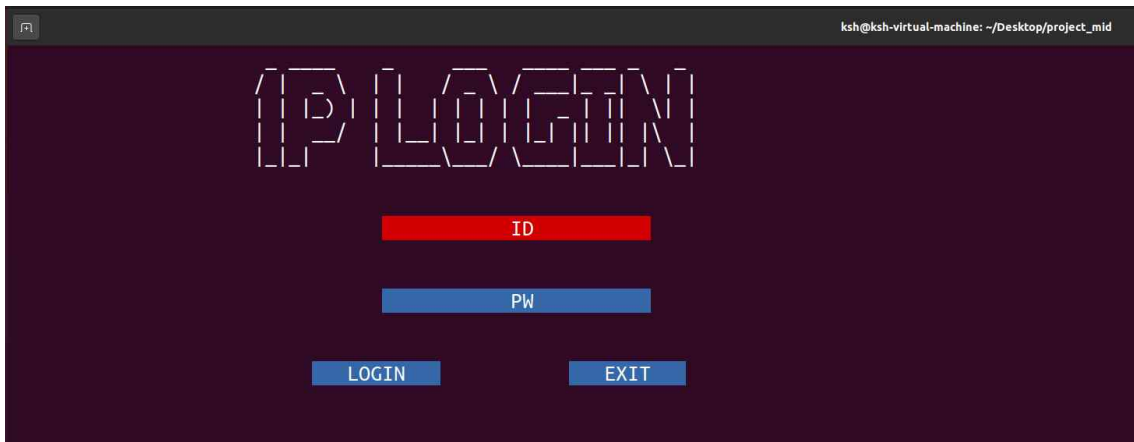 ksh@ksh-virtual-machine: ~/Desktop/project_mid
IP LOGIN
ID
PW
LOGIN
EXIT